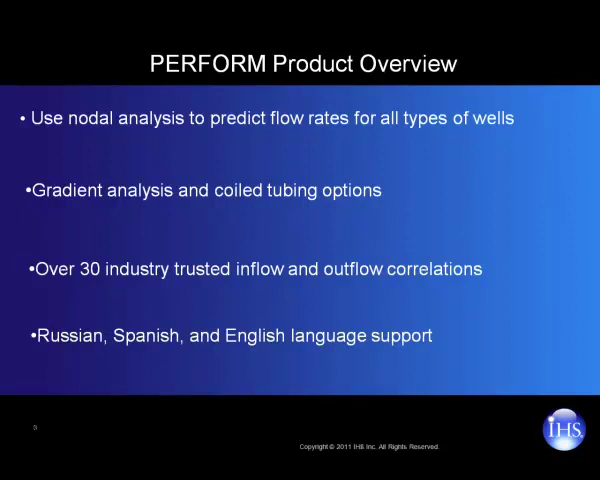 PERFORM Product Overview
• Use nodal analysis to predict flow rates for all types of wells
•Gradient analysis and coiled tubing options
•Over 30 industry trusted inflow and outflow correlations
•Russian, Spanish, and English language support
Copyright © 2011 IHS Inc. All Rights Reserved.
IHS